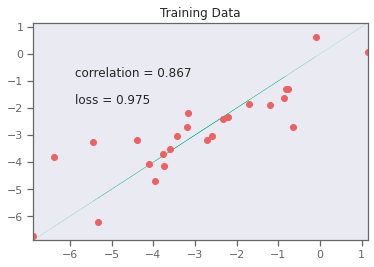 Training Data
1
0
−1
−2
−3
−4
−5
−6
correlation = 0.867
loss = 0.975
−6 −5 −4 −3 −2 −1 0 1